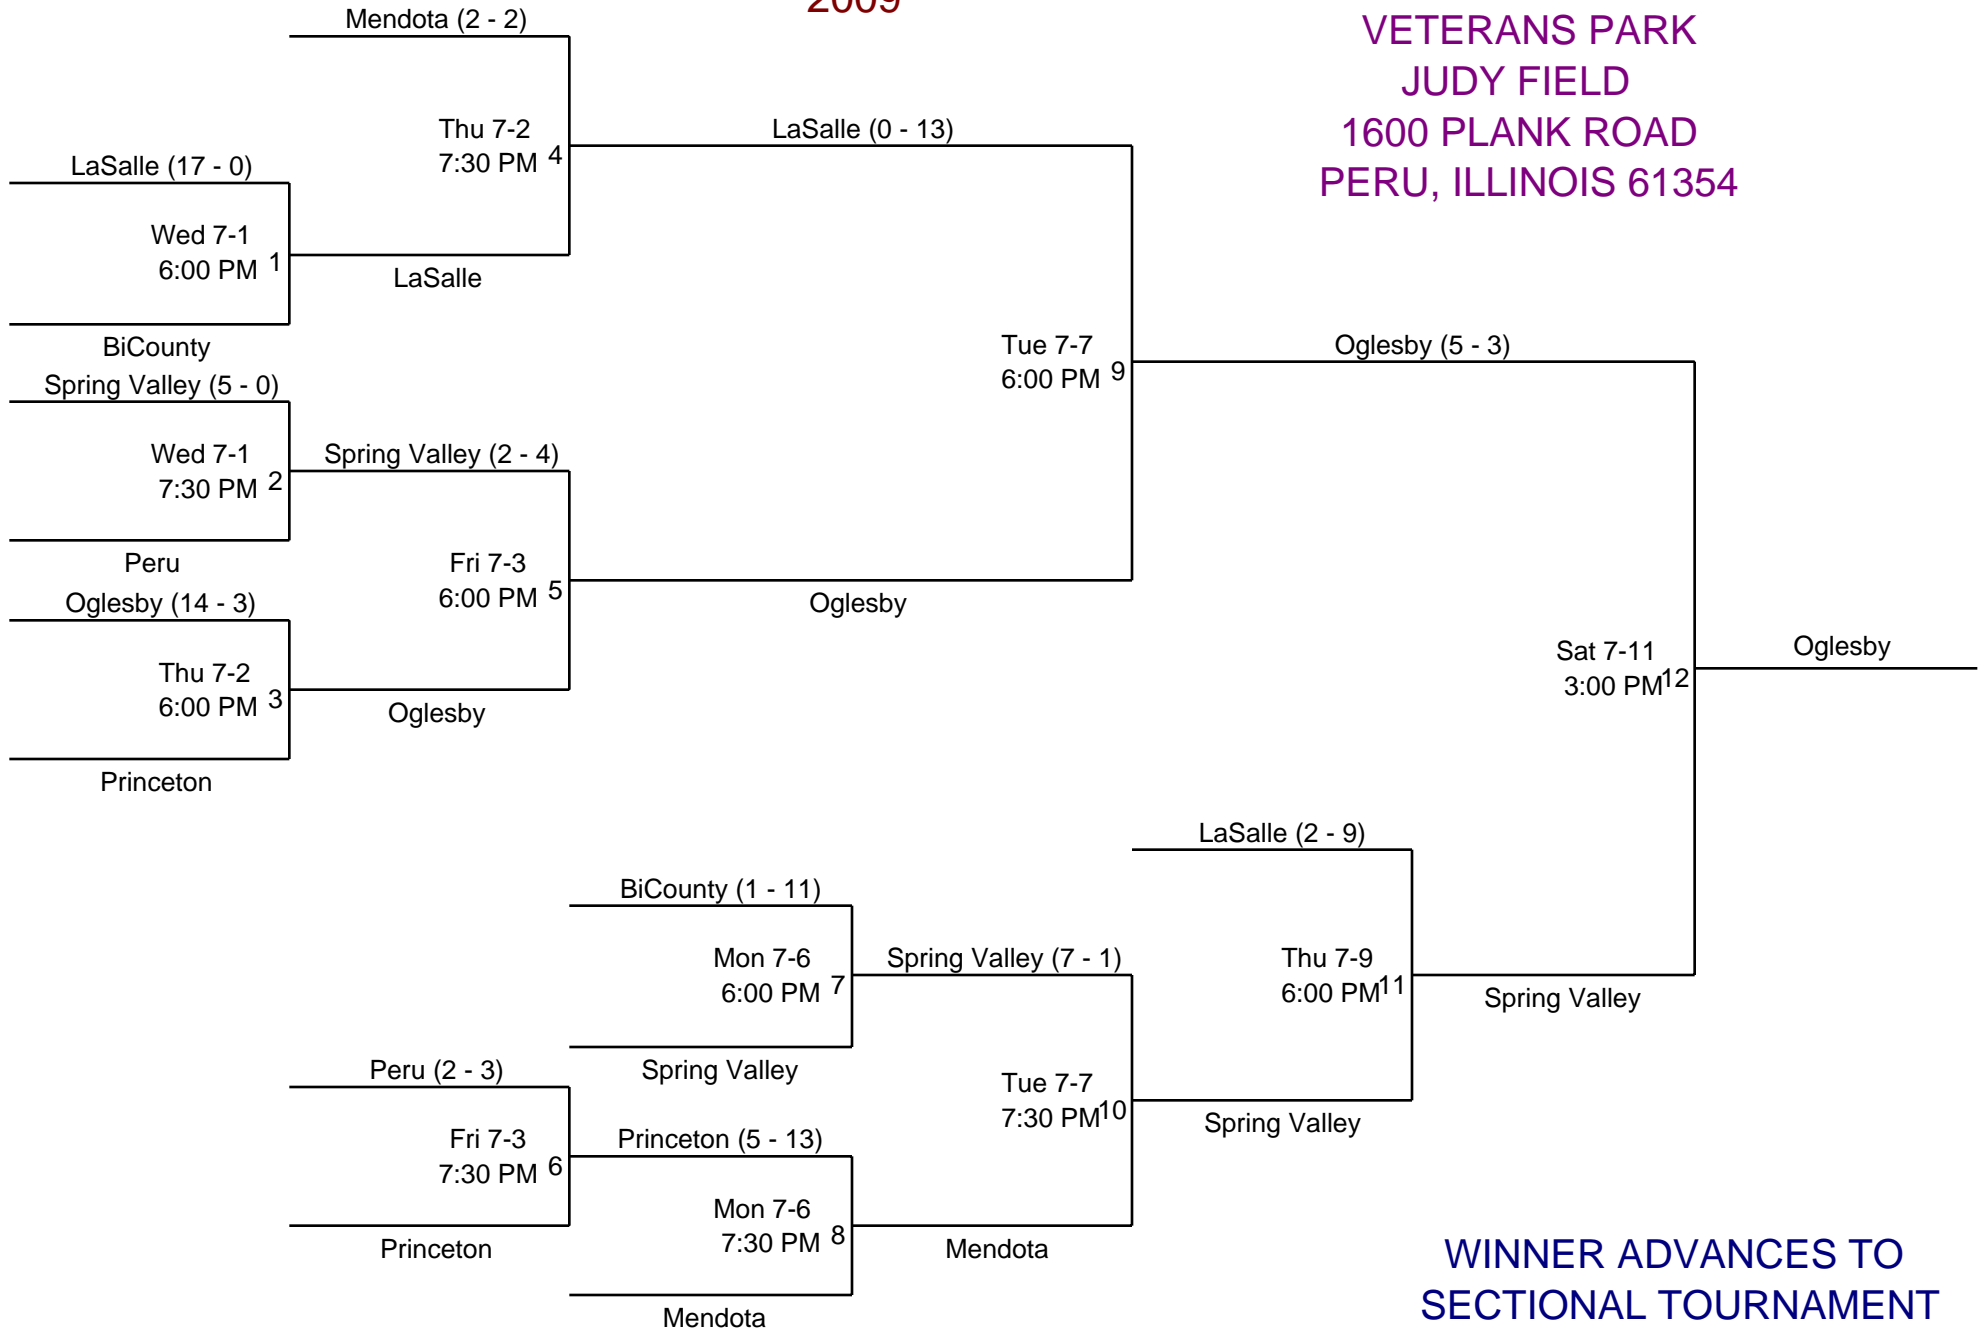 2009
Mendota (2 - 2)
VETERANS PARK
JUDY FIELD
1600 PLANK ROAD
PERU, ILLINOIS 61354
Thu 7-2
7:30 PM 4
LaSalle (0 - 13)
LaSalle (17 - 0)
Wed 7-1
6:00 PM 1
LaSalle
BiCounty
Tue 7-7
6:00 PM 9
Oglesby (5 - 3)
Spring Valley (5 - 0)
Wed 7-1
7:30 PM 2
Spring Valley (2 - 4)
Peru
Fri 7-3
6:00 PM 5
Oglesby
Oglesby (14 - 3)
Thu 7-2
6:00 PM 3
Oglesby
Princeton
Sat 7-11
3:00 PM 12
Oglesby
LaSalle (2 - 9)
BiCounty (1 - 11)
Mon 7-6
6:00 PM 7
Spring Valley (7 - 1)
Thu 7-9
6:00 PM 11
Spring Valley
Spring Valley
Peru (2 - 3)
Tue 7-7
7:30 PM 10
Spring Valley
Fri 7-3
7:30 PM 6
Princeton (5 - 13)
Mon 7-6
7:30 PM 8
Princeton
Mendota
Mendota
WINNER ADVANCES TO
SECTIONAL TOURNAMENT